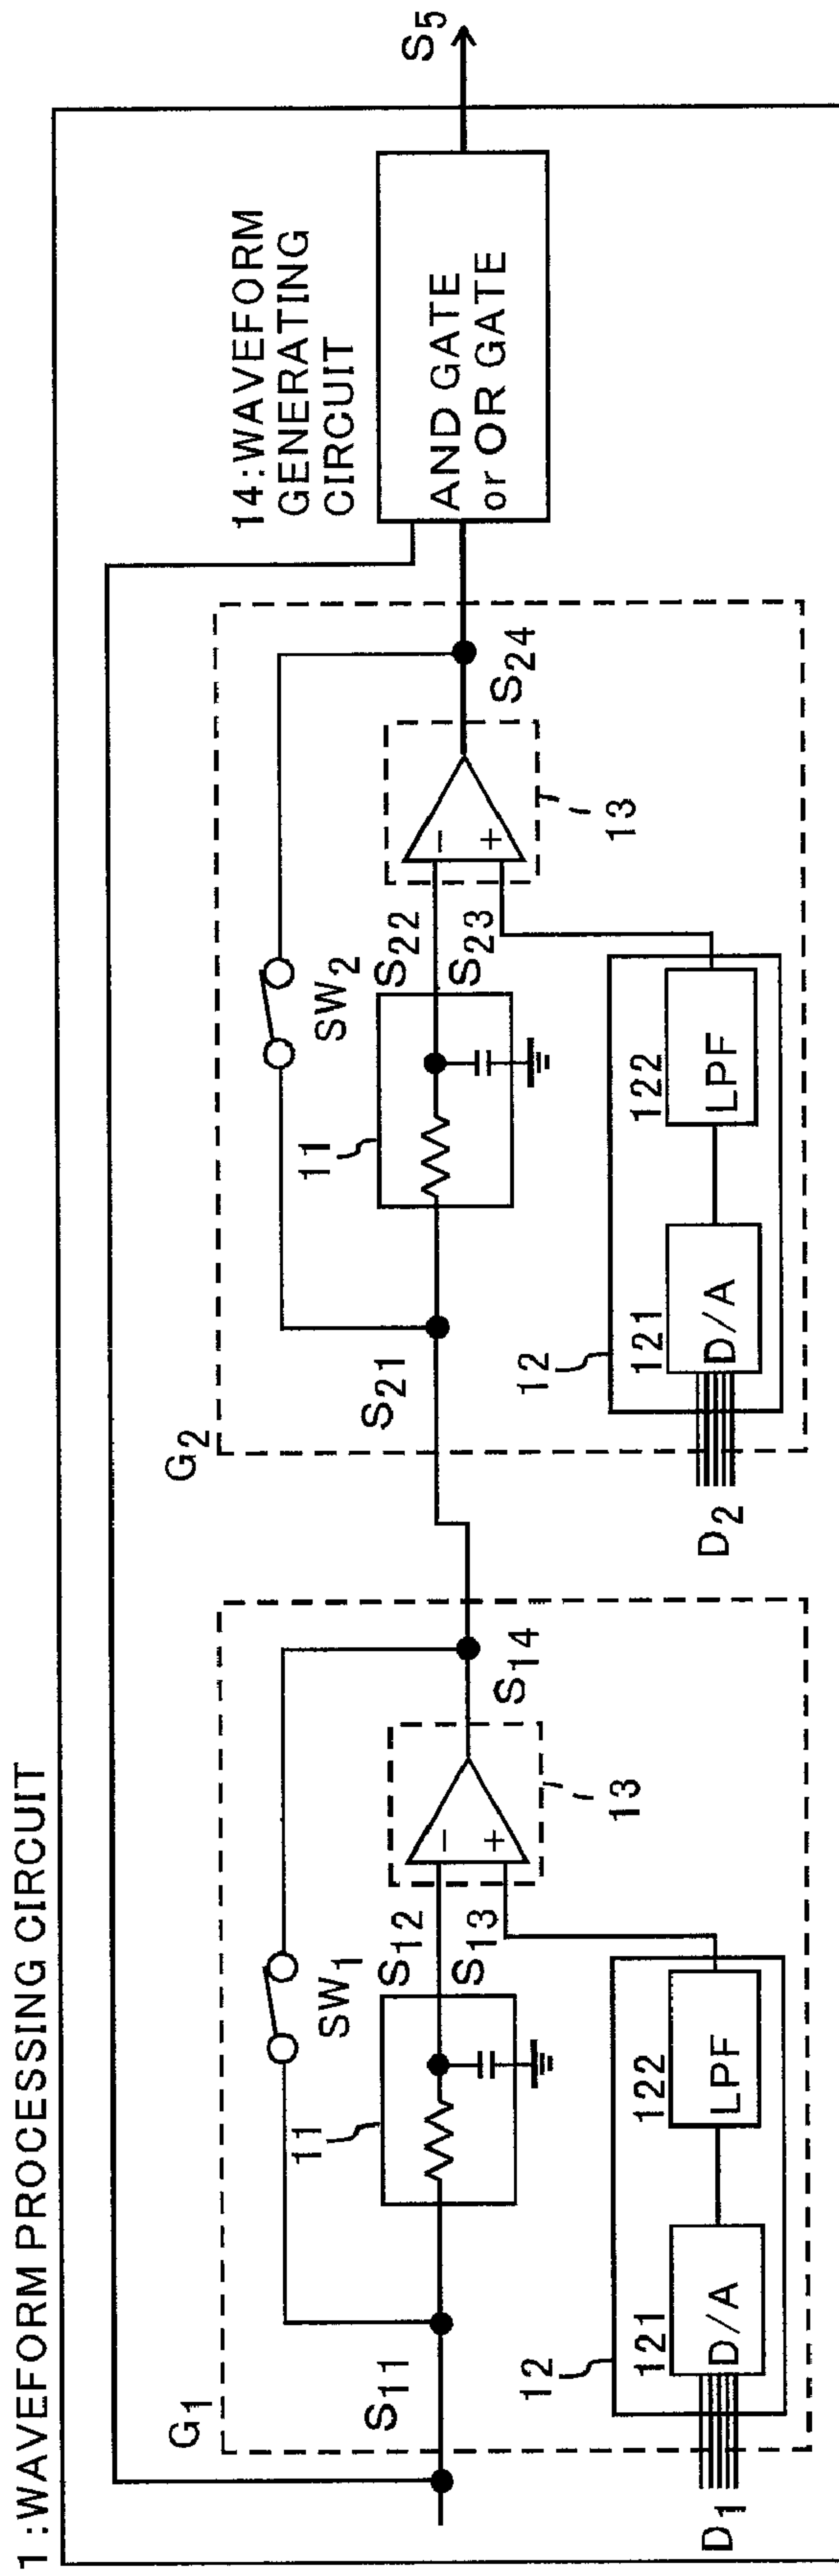 1:WAVEFORM PROCESSING CIRCUIT
G1
S11
11
SW1
S12
S13
S14
13
12
121
D/A
122
LPF
D1
G2
S21
11
SW2
S22
S23
S24
13
12
121
D/A
122
LPF
D2
14:WAVEFORM
GENERATING
CIRCUIT
AND GATE
or OR GATE
S5